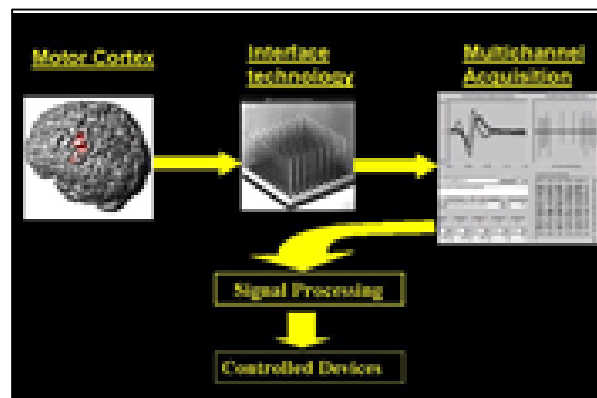 Motor Cortex
Interface
technology
Multichannel
Acquisition
Signal Processing
Controlled Devices